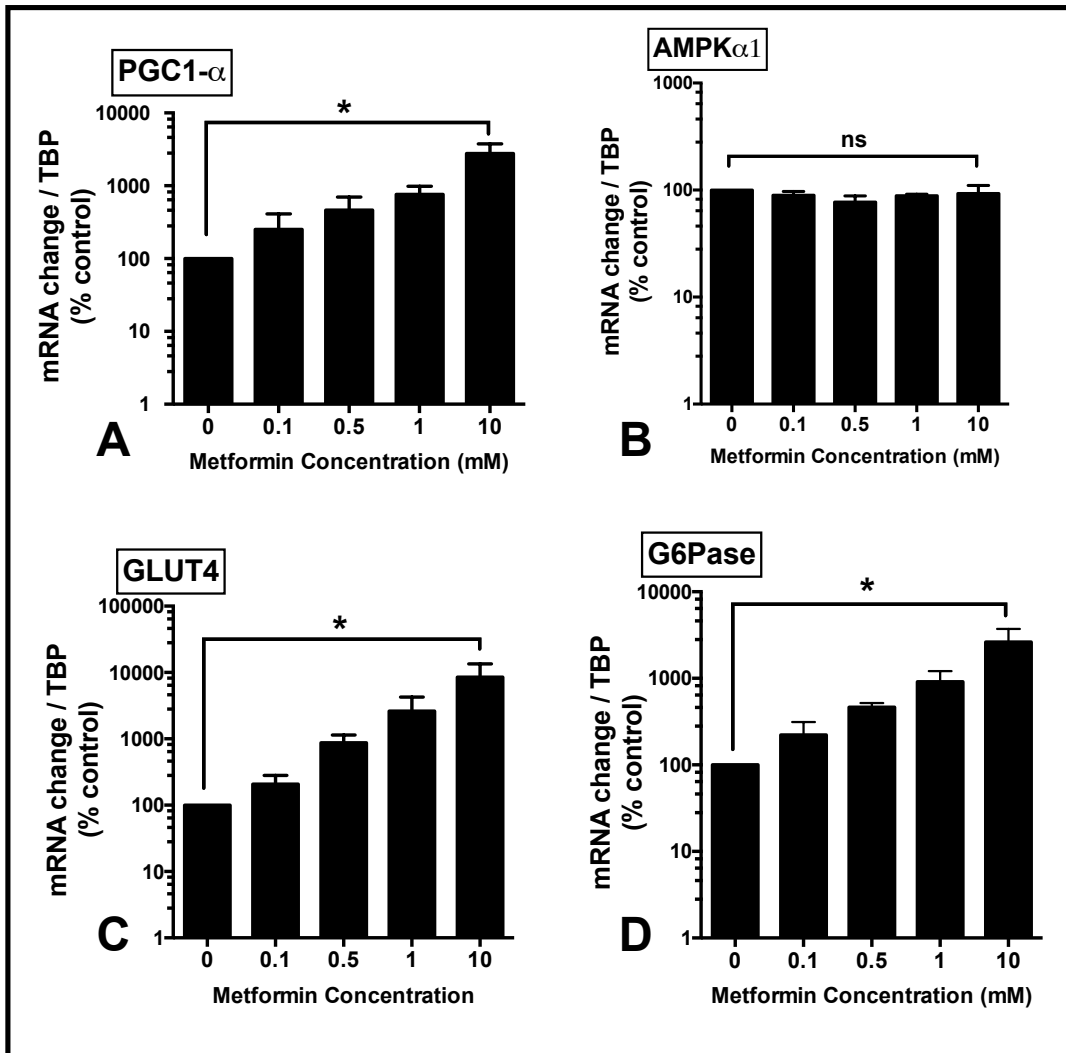 PGC1-α
*
mRNA change / TBP
(% control)
10000
1000
100
10
1
0 0.1 0.5 1 10
Metformin Concentration (mM)
A
AMPKα1
ns
mRNA change / TBP
(% control)
1000
100
10
1
0 0.1 0.5 1 10
Metformin Concentration (mM)
B
GLUT4
*
mRNA change / TBP
(% control)
100000
10000
1000
100
10
1
0 0.1 0.5 1 10
Metformin Concentration
C
G6Pase
*
mRNA change / TBP
(% control)
10000
1000
100
10
1
0 0.1 0.5 1 10
Metformin Concentration (mM)
D